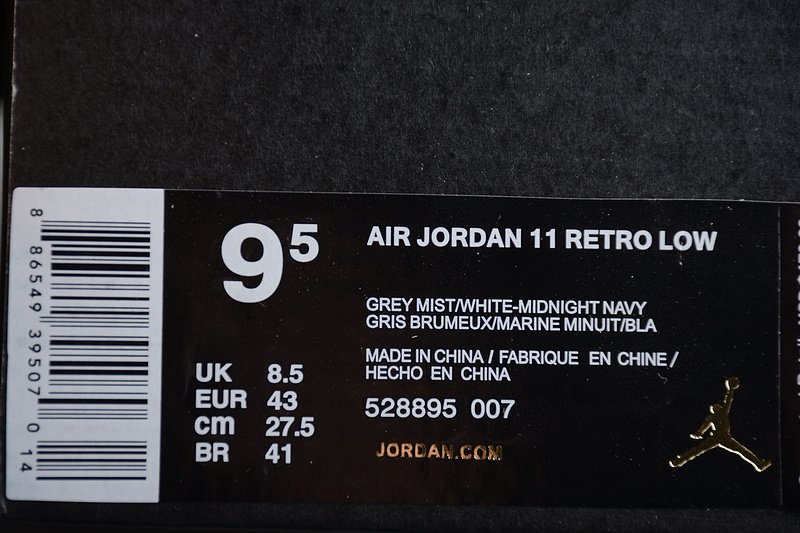 8 86549 39507 0 14
9⁵
AIR JORDAN 11 RETRO LOW
GREY MIST/WHITE-MIDNIGHT NAVY
GRIS BRUMEUX/MARINE MINUIT/BLA
MADE IN CHINA / FABRIQUE EN CHINE /
HECHO EN CHINA
UK 8.5
EUR 43
cm 27.5
BR 41
528895 007
JORDAN.COM